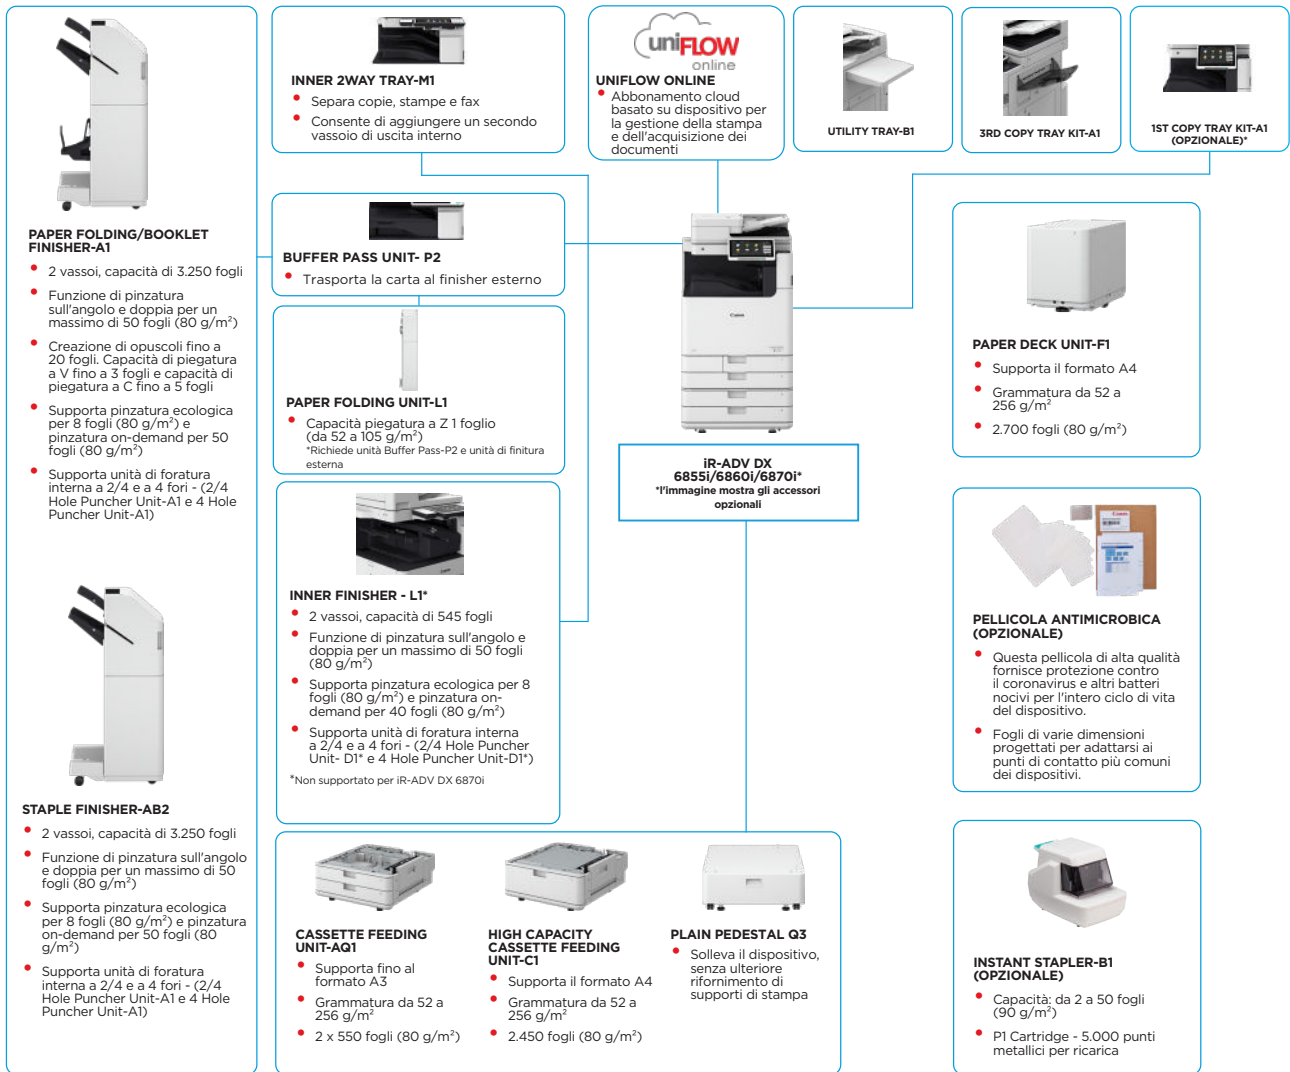 PAPER FOLDING/BOOKLET
FINISHER-A1
• 2 vassoi, capacità di 3.250 fogli
• Funzione di pinzatura
sull'angolo e doppia per un
massimo di 50 fogli (80 g/m²)
• Creazione di opuscoli fino a
20 fogli. Capacità di piegatura
a V fino a 3 fogli e capacità di
piegatura a C fino a 5 fogli
• Supporta pinzatura ecologica
per 8 fogli (80 g/m²) e
pinzatura on-demand per 50
fogli (80 g/m²)
• Supporta unità di foratura
interna a 2/4 e a 4 fori - (2/4
Hole Puncher Unit-A1 e 4 Hole
Puncher Unit-A1)
STAPLE FINISHER-AB2
• 2 vassoi, capacità di 3.250 fogli
• Funzione di pinzatura sull'angolo
e doppia per un massimo di 50
fogli (80 g/m²)
• Supporta pinzatura ecologica
per 8 fogli (80 g/m²) e pinzatura
on-demand per 50 fogli (80
g/m²)
• Supporta unità di foratura
interna a 2/4 e a 4 fori - (2/4
Hole Puncher Unit-A1 e 4 Hole
Puncher Unit-A1)
INNER 2WAY TRAY-M1
• Separa copie, stampe e fax
• Consente di aggiungere un secondo
vassoio di uscita interno
BUFFER PASS UNIT- P2
• Trasporta la carta al finisher esterno
PAPER FOLDING UNIT-L1
• Capacità piegatura a Z 1 foglio
(da 52 a 105 g/m²)
*Richiede unità Buffer Pass-P2 e unità di finitura
esterna
INNER FINISHER - L1*
• 2 vassoi, capacità di 545 fogli
• Funzione di pinzatura sull'angolo e
doppia per un massimo di 50 fogli
(80 g/m²)
• Supporta pinzatura ecologica per 8
fogli (80 g/m²) e pinzatura on-
demand per 40 fogli (80 g/m²)
• Supporta unità di foratura interna
a 2/4 e a 4 fori - (2/4 Hole Puncher
Unit- D1* e 4 Hole Puncher Unit-D1*)
*Non supportato per iR-ADV DX 6870i
uniFLOW
online
UNIFLOW ONLINE
• Abbonamento cloud
basato su dispositivo per
la gestione della stampa
e dell'acquisizione dei
documenti
UTILITY TRAY-B1
3RD COPY TRAY KIT-A1
1ST COPY TRAY KIT-A1
(OPZIONALE)*
Canon
iR-ADV DX
6855i/6860i/6870i*
*l'immagine mostra gli accessori
opzionali
CASSETTE FEEDING
UNIT-AQ1
• Supporta fino al
formato A3
• Grammatura da 52 a
256 g/m²
• 2 x 550 fogli (80 g/m²)
HIGH CAPACITY
CASSETTE FEEDING
UNIT-C1
• Supporta il formato A4
• Grammatura da 52 a
256 g/m²
• 2.450 fogli (80 g/m²)
PLAIN PEDESTAL Q3
• Solleva il dispositivo,
senza ulteriore
rifornimento di
supporti di stampa
PAPER DECK UNIT-F1
• Supporta il formato A4
• Grammatura da 52 a
256 g/m²
• 2.700 fogli (80 g/m²)
PELLICOLA ANTIMICROBICA
(OPZIONALE)
• Questa pellicola di alta qualità
fornisce protezione contro
il coronavirus e altri batteri
nocivi per l'intero ciclo di vita
del dispositivo.
• Fogli di varie dimensioni
progettati per adattarsi ai
punti di contatto più comuni
dei dispositivi.
INSTANT STAPLER-B1
(OPZIONALE)
• Capacità: da 2 a 50 fogli
(90 g/m²)
• P1 Cartridge - 5.000 punti
metallici per ricarica